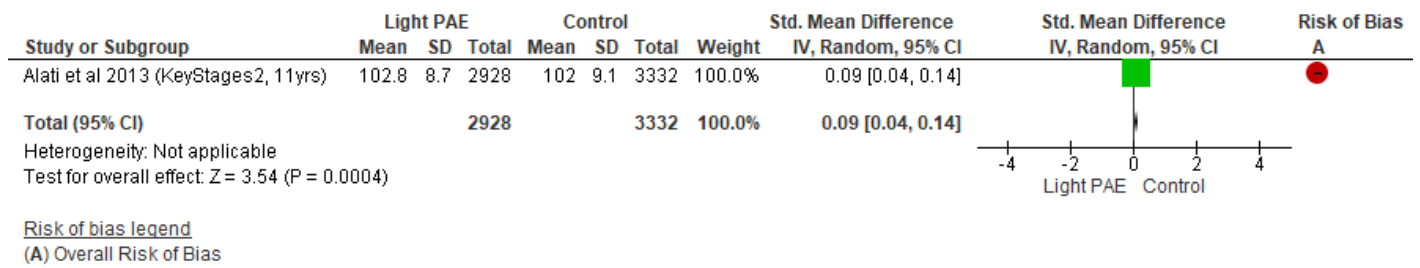 Light PAE Control Std. Mean Difference Std. Mean Difference Risk of Bias
Study or Subgroup Mean SD Total Mean SD Total Weight IV, Random, 95% CI IV, Random, 95% CI A
Alati et al 2013 (KeyStages2, 11yrs) 102.8 8.7 2928 102 9.1 3332 100.0% 0.09 [0.04, 0.14] -
Total (95% CI) 2928 3332 100.0% 0.09 [0.04, 0.14]
Heterogeneity: Not applicable
Test for overall effect: Z = 3.54 (P = 0.0004)
-4 -2 0 2 4
Light PAE Control
Risk of bias legend
(A) Overall Risk of Bias